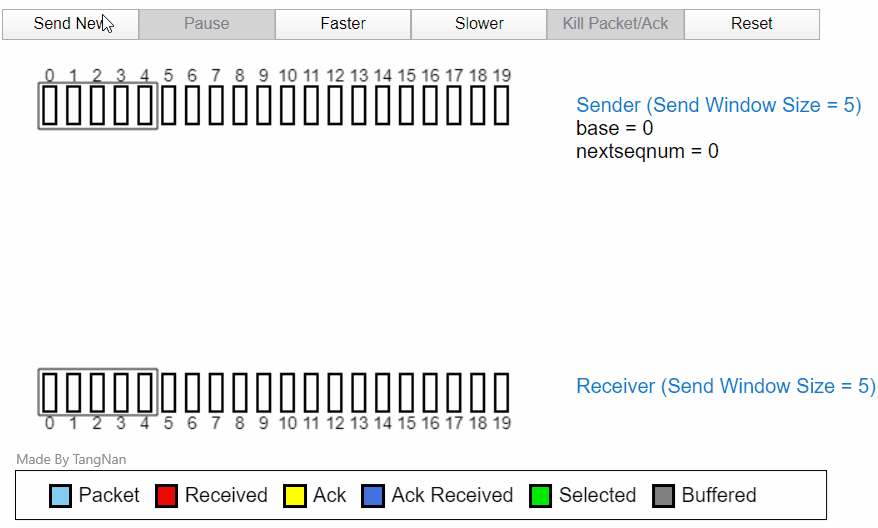 Send New Pause Faster Slower Kill Packet/Ack Reset
0 1 2 3 4 5 6 7 8 9 10 11 12 13 14 15 16 17 18 19
Sender (Send Window Size = 5)
base = 0
nextseqnum = 0
Receiver (Send Window Size = 5)
0 1 2 3 4 5 6 7 8 9 10 11 12 13 14 15 16 17 18 19
Made By TangNan
Packet Received Ack Ack Received Selected Buffered